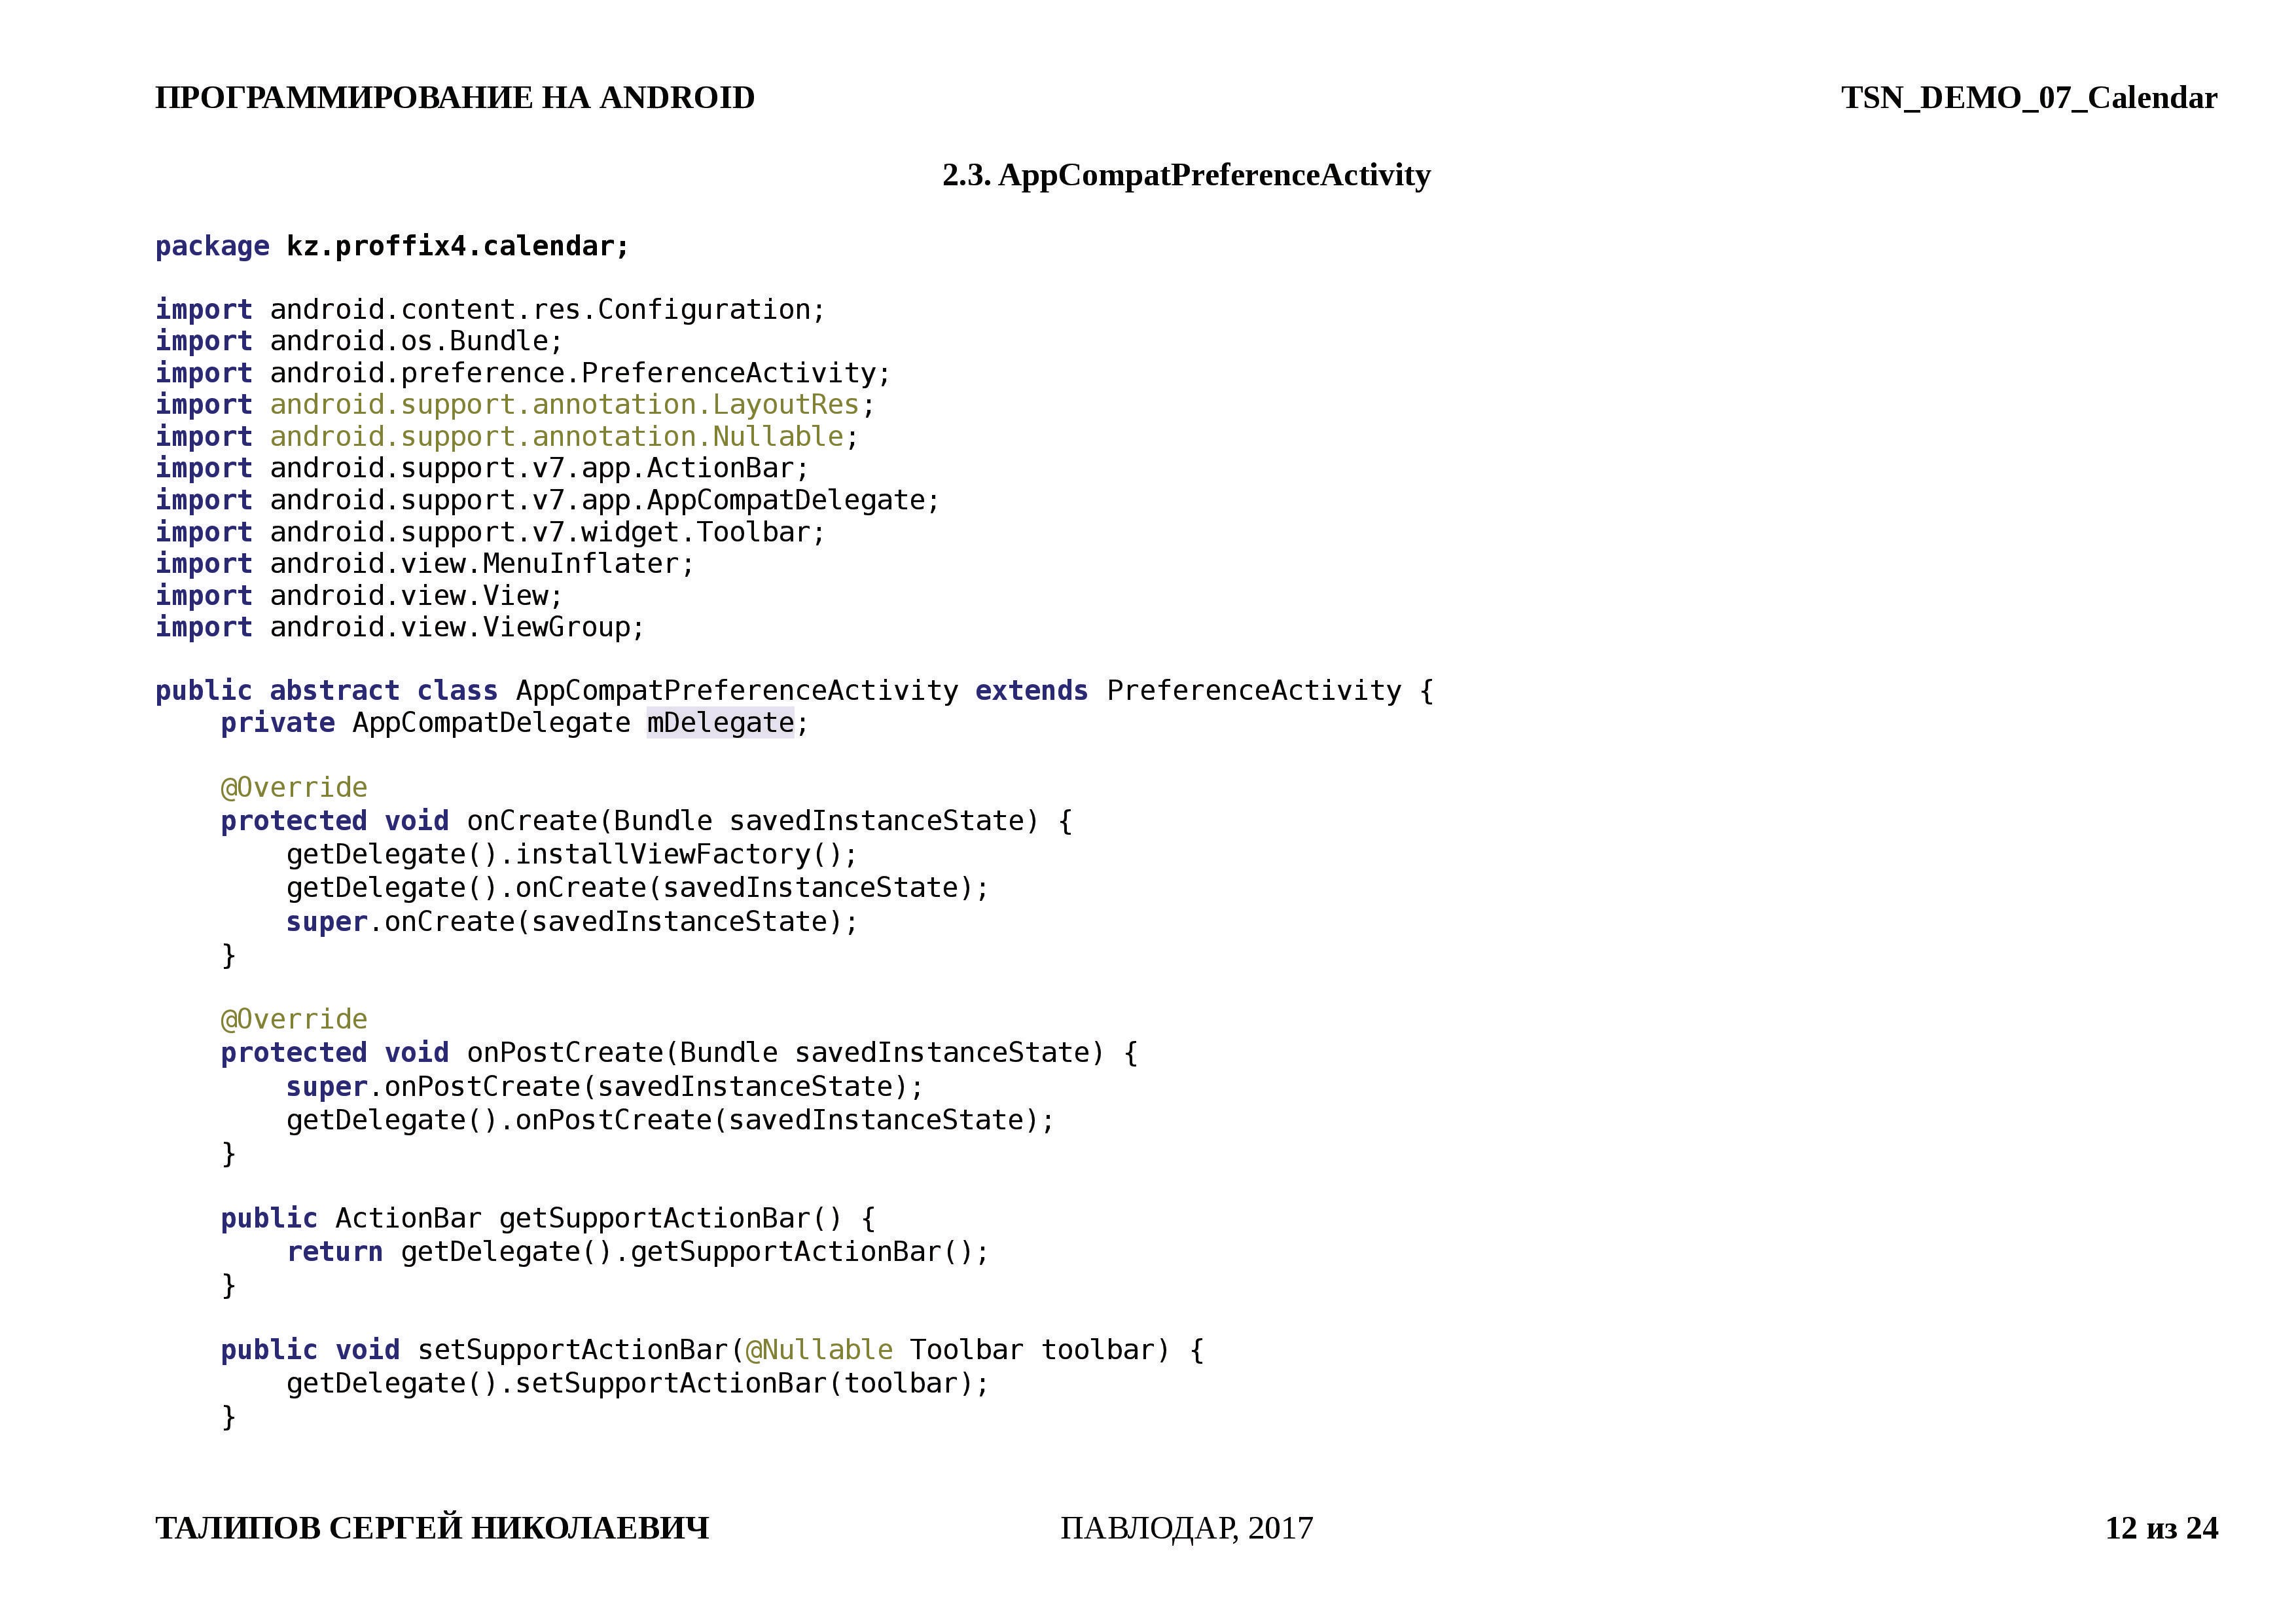 ПРОГРАММИРОВАНИЕ НА ANDROID TSN_DEMO_07_Calendar
2.3. AppCompatPreferenceActivity
package kz.proffix4.calendar;
import android.content.res.Configuration;
import android.os.Bundle;
import android.preference.PreferenceActivity;
import android.support.annotation.LayoutRes;
import android.support.annotation.Nullable;
import android.support.v7.app.ActionBar;
import android.support.v7.app.AppCompatDelegate;
import android.support.v7.widget.Toolbar;
import android.view.MenuInflater;
import android.view.View;
import android.view.ViewGroup;
public abstract class AppCompatPreferenceActivity extends PreferenceActivity {
    private AppCompatDelegate mDelegate;
    @Override
    protected void onCreate(Bundle savedInstanceState) {
        getDelegate().installViewFactory();
        getDelegate().onCreate(savedInstanceState);
        super.onCreate(savedInstanceState);
    }
    @Override
    protected void onPostCreate(Bundle savedInstanceState) {
        super.onPostCreate(savedInstanceState);
        getDelegate().onPostCreate(savedInstanceState);
    }
    public ActionBar getSupportActionBar() {
        return getDelegate().getSupportActionBar();
    }
    public void setSupportActionBar(@Nullable Toolbar toolbar) {
        getDelegate().setSupportActionBar(toolbar);
    }
ТАЛИПОВ СЕРГЕЙ НИКОЛАЕВИЧ ПАВЛОДАР, 2017 12 из 24